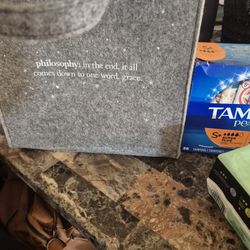 philosophy: in the end, it all
comes down to one word. grace.
S+
TAM
pe
S+